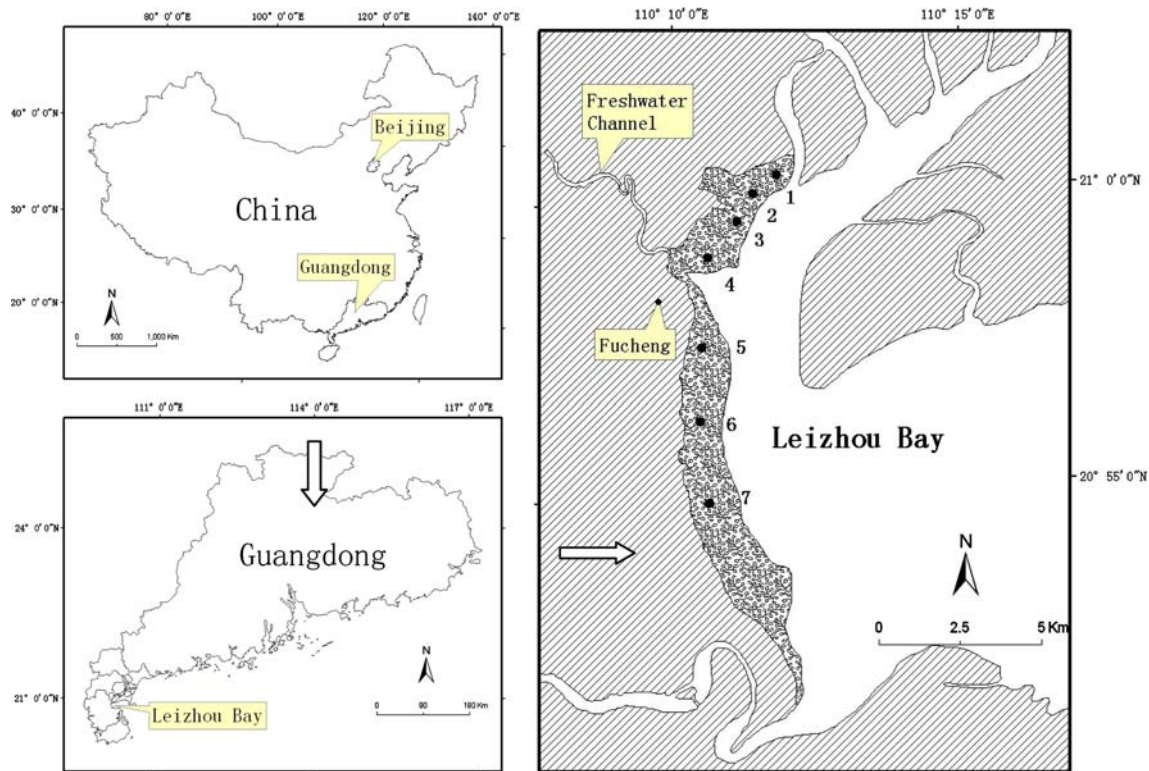 80° 0′0″E
100° 0′0″E
120° 0′0″E
140° 0′0″E
40° 0′0″N
30° 0′0″N
20° 0′0″N
Beijing
China
Guangdong
N
0 500 1,000 Km
111° 0′0″E
114° 0′0″E
117° 0′0″E
24° 0′0″N
21° 0′0″N
Guangdong
Leizhou Bay
N
0 90 180 Km
110° 10′0″E
110° 15′0″E
21° 0′0″N
20° 55′0″N
Freshwater
Channel
1
2
3
4
Fucheng
5
6
Leizhou Bay
7
N
0 2.5 5 Km